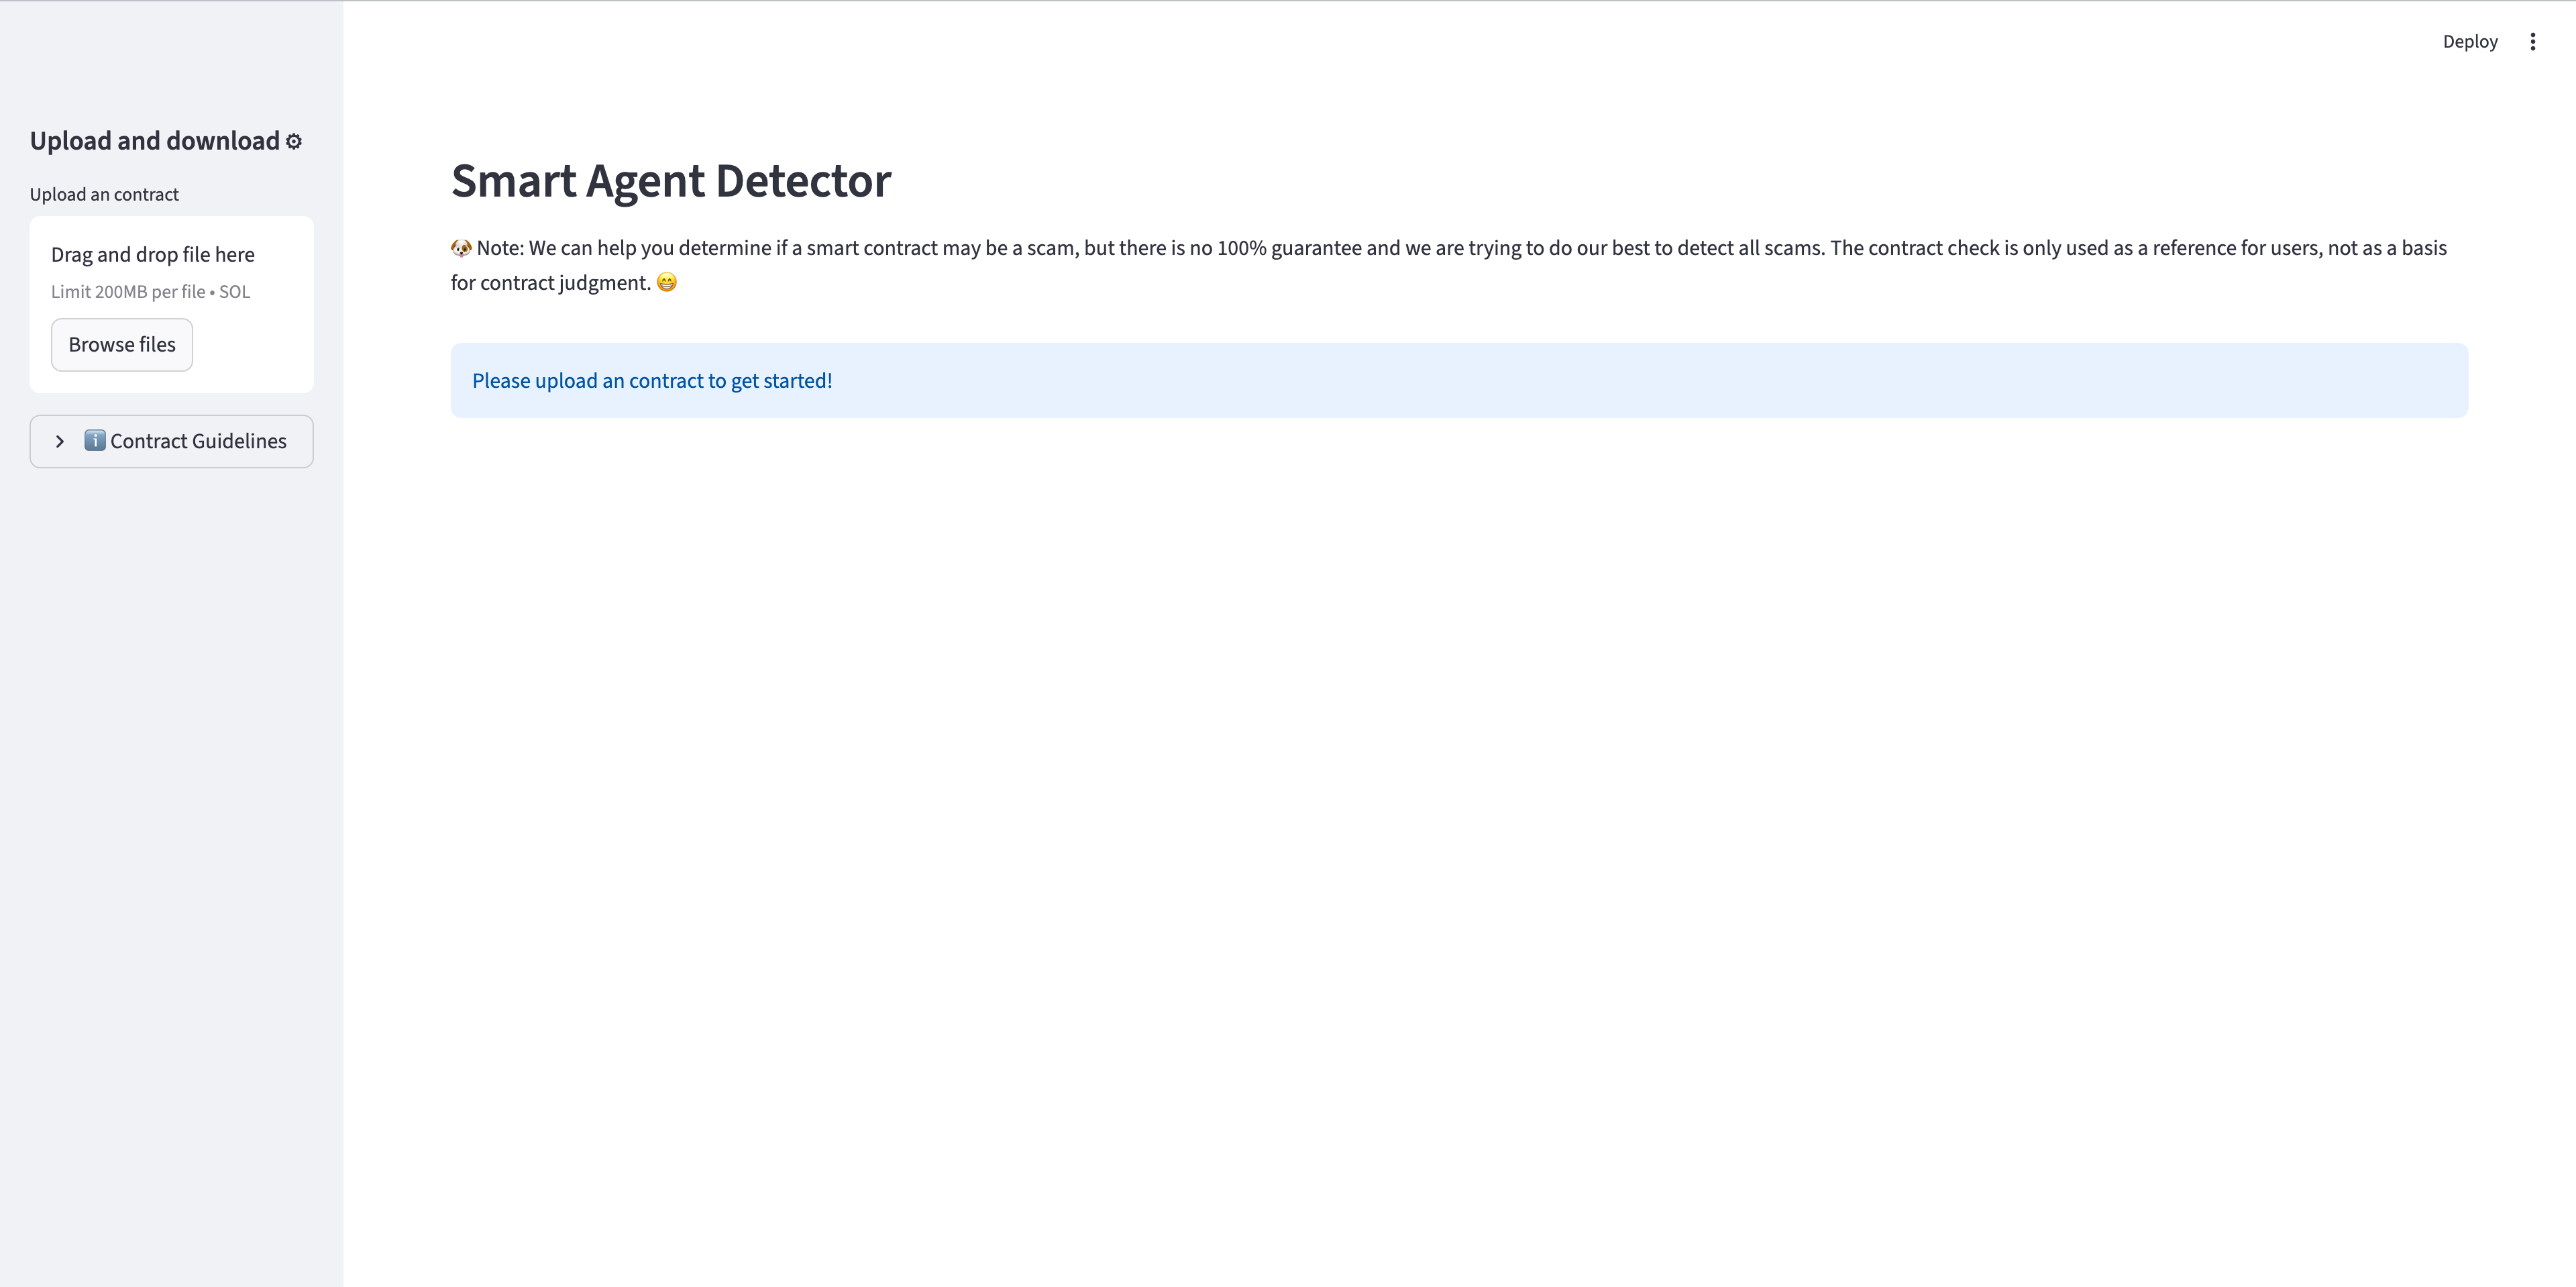 Deploy
Upload and download ⚙️
Upload an contract
Drag and drop file here
Limit 200MB per file • SOL
Browse files
ℹ️ Contract Guidelines
Smart Agent Detector
🐶 Note: We can help you determine if a smart contract may be a scam, but there is no 100% guarantee and we are trying to do our best to detect all scams. The contract check is only used as a reference for users, not as a basis
for contract judgment. 😁
Please upload an contract to get started!